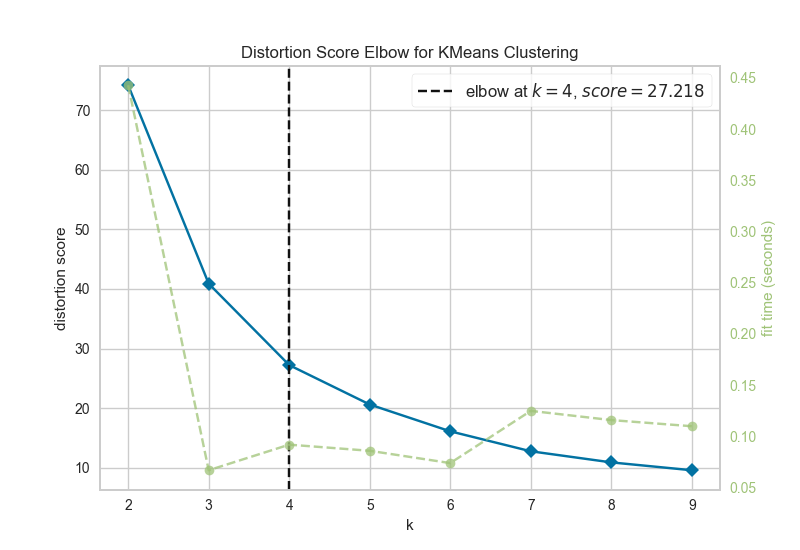 Distortion Score Elbow for KMeans Clustering
elbow at k = 4, score = 27.218
distortion score
70
60
50
40
30
20
10
0.45
0.40
0.35
0.30
0.25
0.20
0.15
0.10
0.05
fit time (seconds)
2 3 4 5 6 7 8 9
k